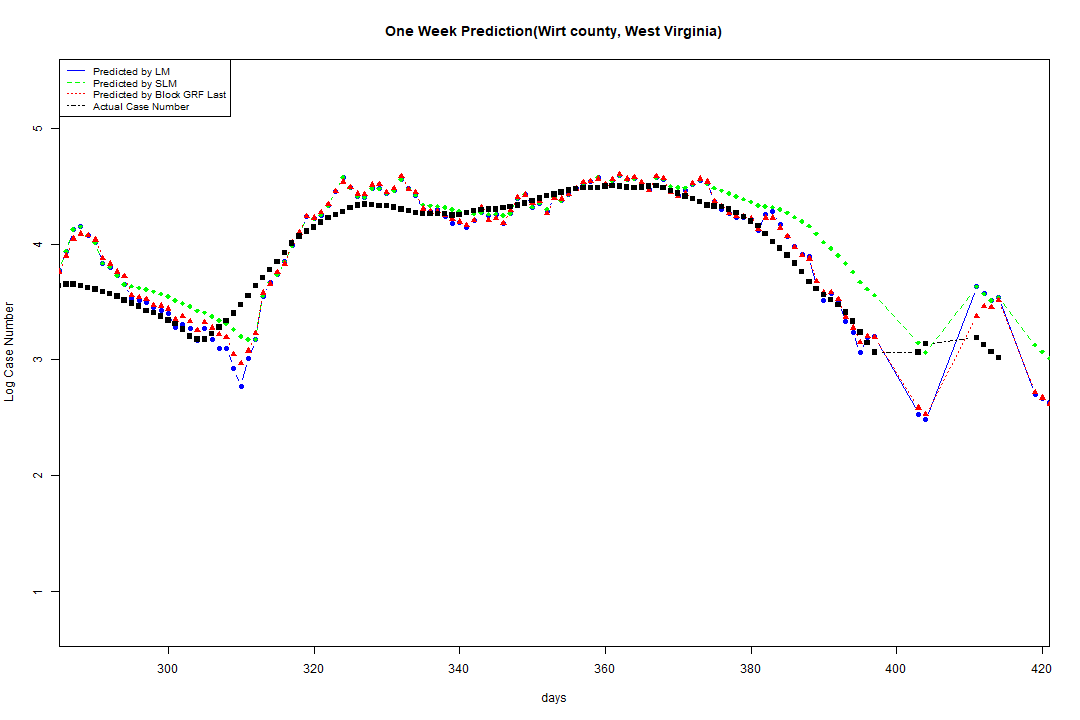 One Week Prediction(Wirt county, West Virginia)
Predicted by LM
Predicted by SLM
Predicted by Block GRF Last
Actual Case Number
Log Case Number
5
4
3
2
1
300 320 340 360 380 400 420
days